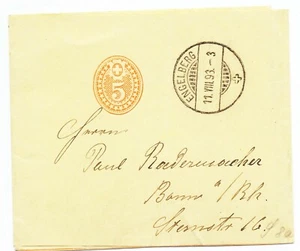 5
ENGELBERG
11.VIII.93.-3
Herrn
Paul Rademacher
Bonn a/Rh.
Sternstr 16